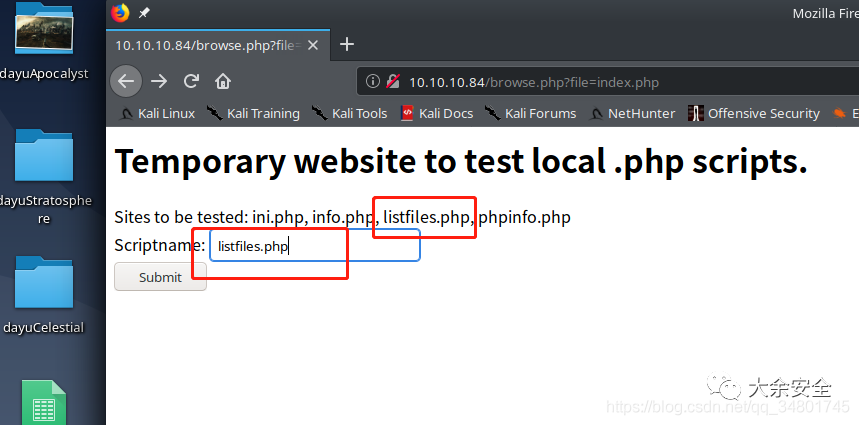 Mozilla Fire
10.10.10.84/browse.php?file=
10.10.10.84/browse.php?file=index.php
Kali Linux Kali Training Kali Tools Kali Docs Kali Forums NetHunter Offensive Security E
Temporary website to test local .php scripts.
Sites to be tested: ini.php, info.php, listfiles.php, phpinfo.php
Scriptname: listfiles.php
Submit
dayuApocalyst
dayuStratosphe
re
dayuCelestial
大余安全
https://blog.csdn.net/qq_34801745